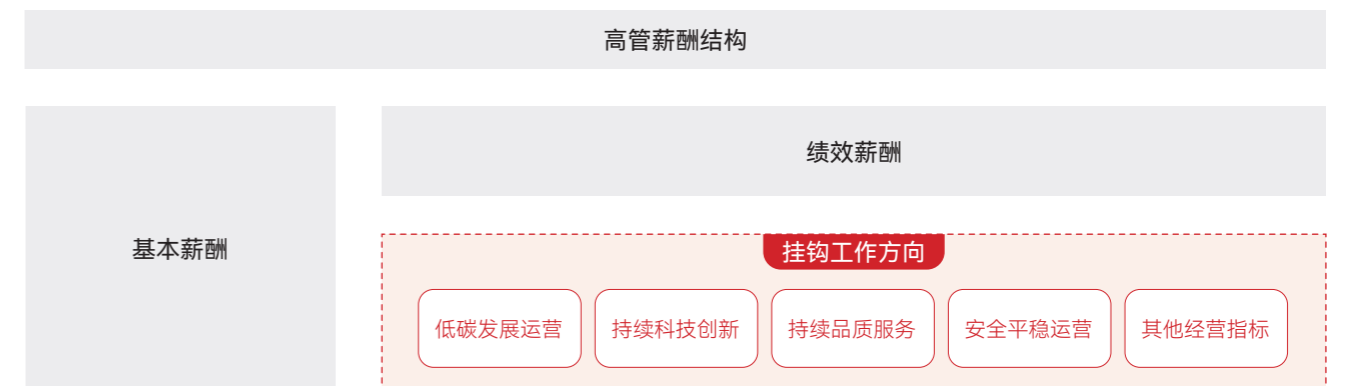 高管薪酬结构
基本薪酬
绩效薪酬
挂钩工作方向
低碳发展运营
持续科技创新
持续品质服务
安全平稳运营
其他经营指标